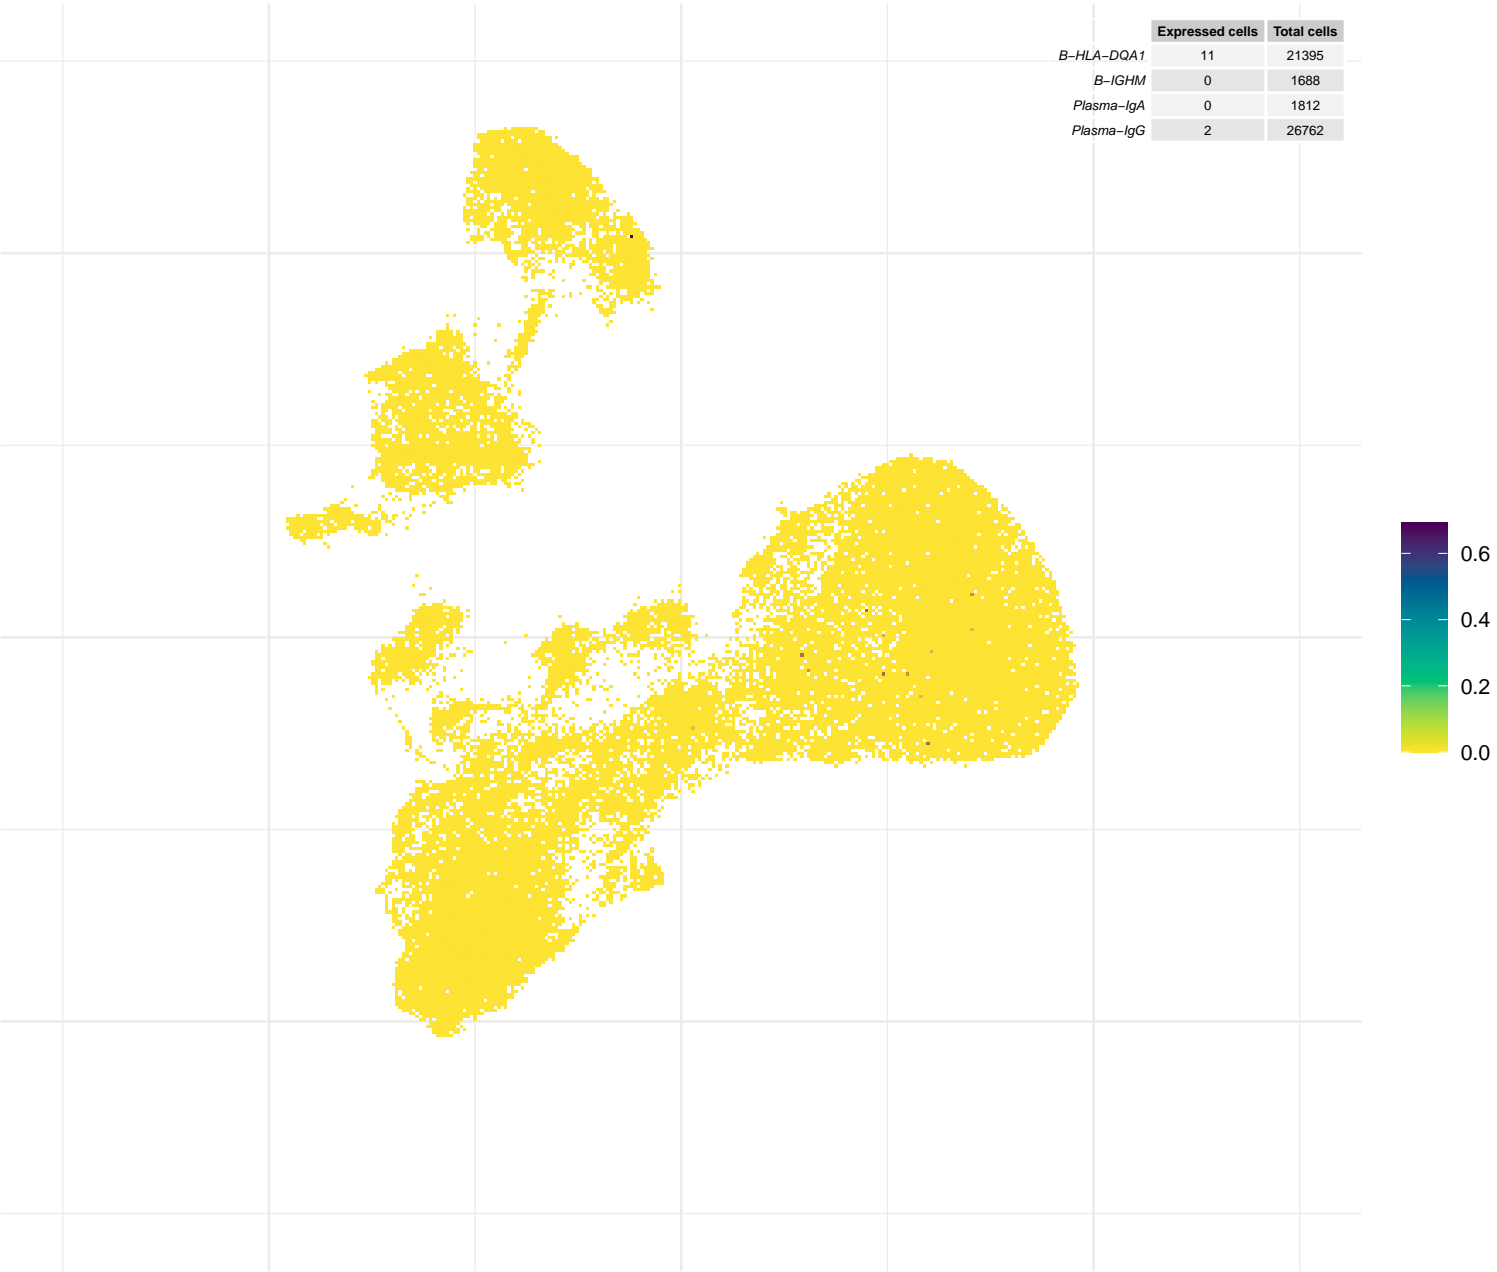 Expressed cells Total cells
B−HLA−DQA1 11 21395
B−IGHM 0 1688
Plasma−IgA 0 1812
Plasma−IgG 2 26762
0.6
0.4
0.2
0.0